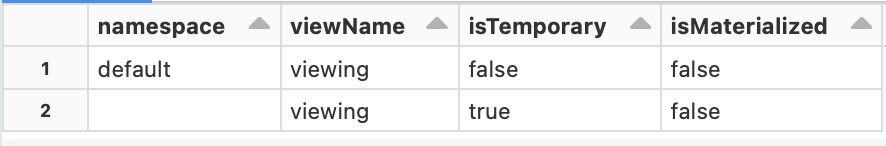 namespace viewName isTemporary isMaterialized
1 default viewing false false
2 viewing true false